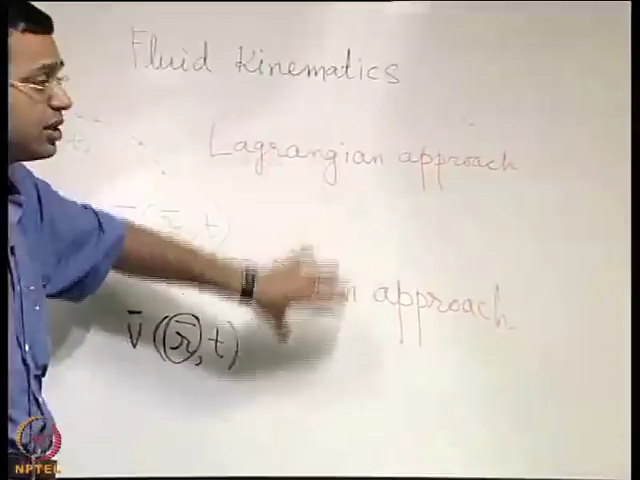 Fluid Kinematics
Lagrangian approach
approach
v̄ (r̄, t)
NPTEL